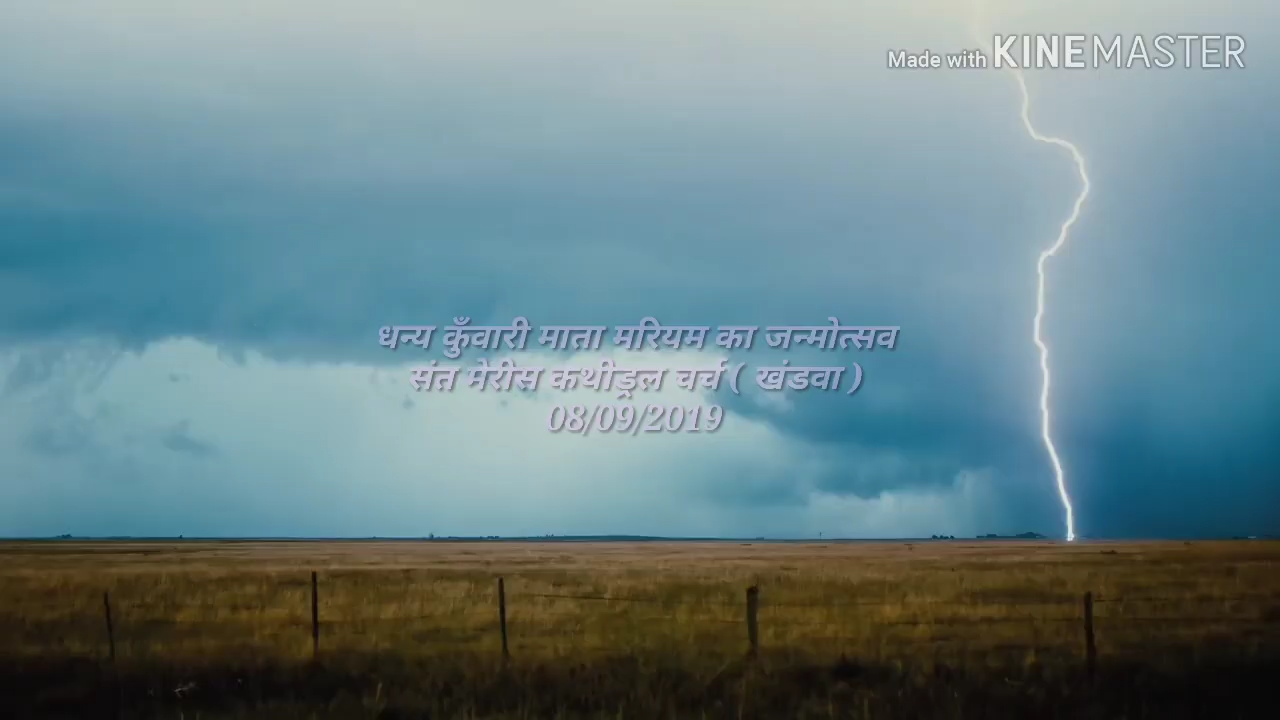 Made with KINEMASTER
धन्य कुँवारी माता मरियम का जन्मोत्सव
संत मेरीस कथीड्रल चर्च ( खंडवा )
08/09/2019